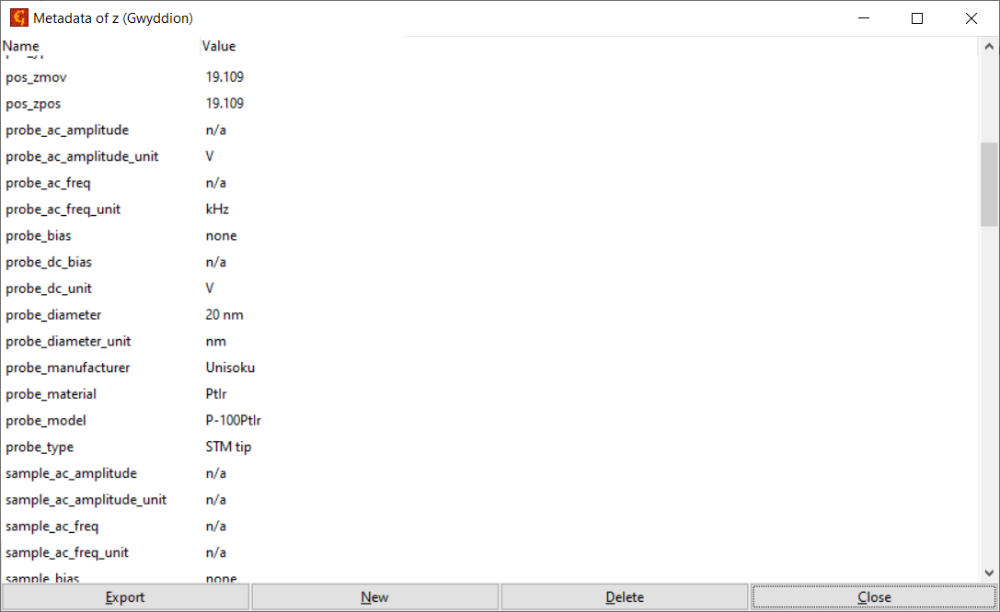 Metadata of z (Gwyddion)
Name Value
pos_zmov 19.109
pos_zpos 19.109
probe_ac_amplitude n/a
probe_ac_amplitude_unit V
probe_ac_freq n/a
probe_ac_freq_unit kHz
probe_bias none
probe_dc_bias n/a
probe_dc_unit V
probe_diameter 20 nm
probe_diameter_unit nm
probe_manufacturer Unisoku
probe_material PtIr
probe_model P-100PtIr
probe_type STM tip
sample_ac_amplitude n/a
sample_ac_amplitude_unit n/a
sample_ac_freq n/a
sample_ac_freq_unit n/a
sample_bias none
Export New Delete Close